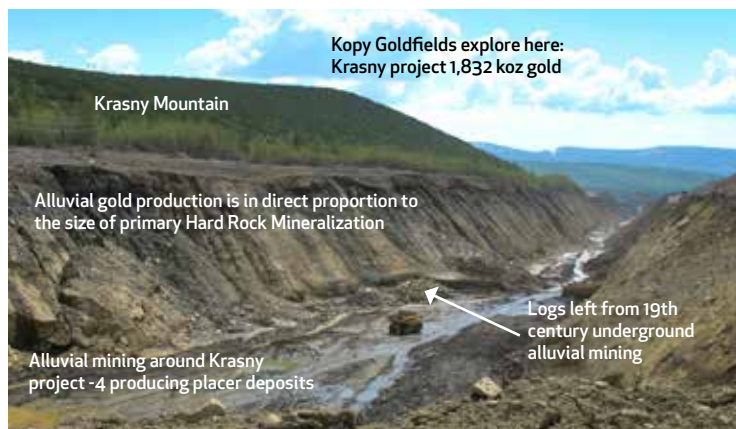 Kopy Goldfields explore here:
Krasny project 1,832 koz gold
Krasny Mountain
Alluvial gold production is in direct proportion to
the size of primary Hard Rock Mineralization
Logs left from 19th
century underground
alluvial mining
Alluvial mining around Krasny
project -4 producing placer deposits